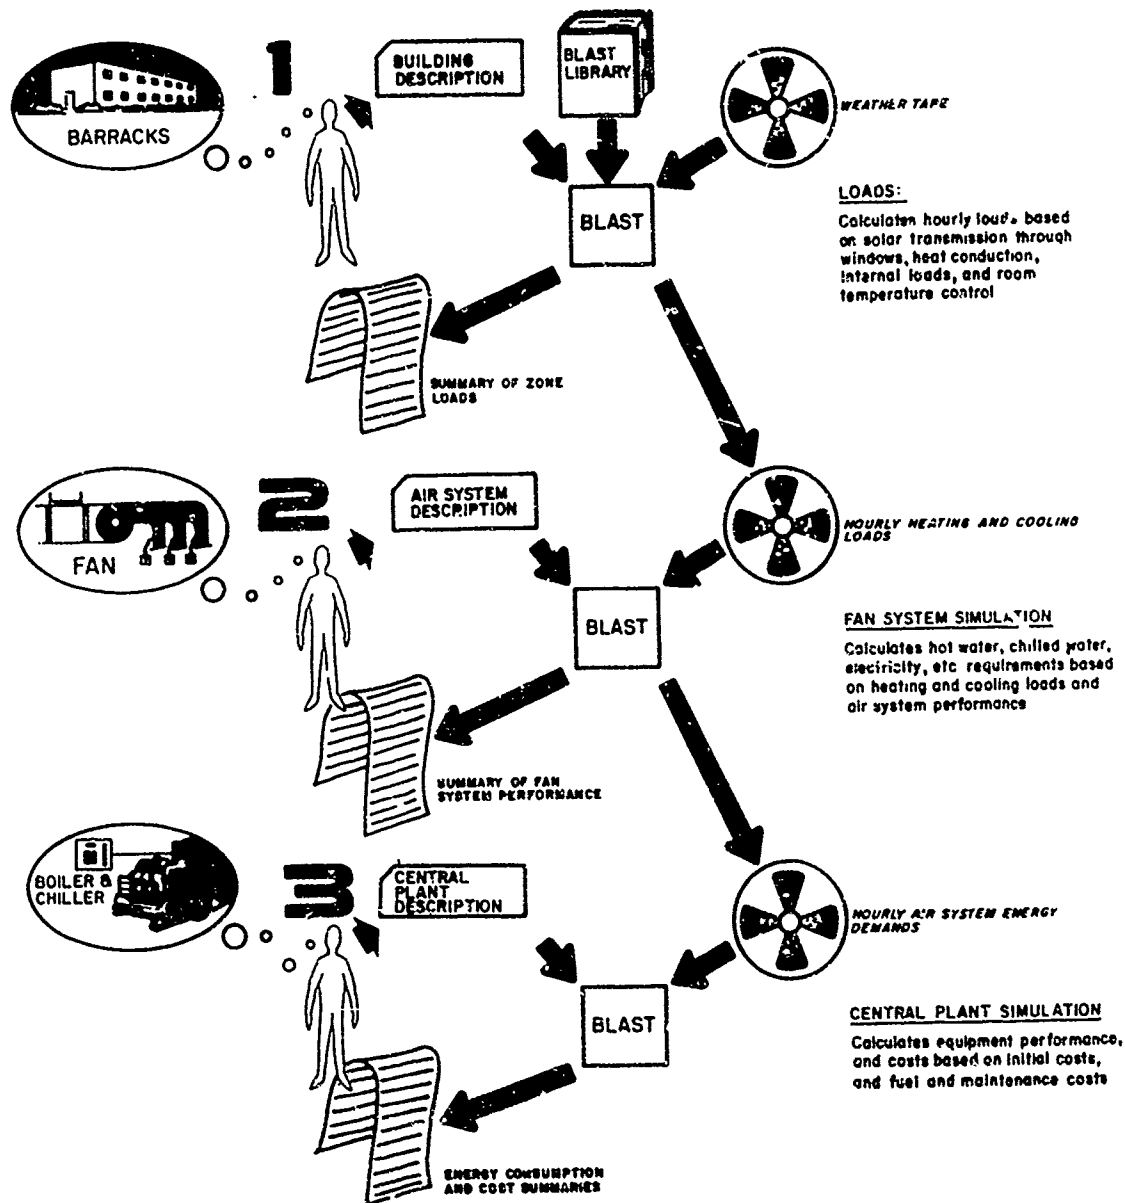 1
BUILDING
DESCRIPTION
BLAST
LIBRARY
BARRACKS
WEATHER TAPE
BLAST
LOADS:
Calculates hourly loads based
on solar transmission through
windows, heat conduction,
internal loads, and room
temperature control
SUMMARY OF ZONE
LOADS
2
AIR SYSTEM
DESCRIPTION
FAN
HOURLY HEATING AND COOLING
LOADS
BLAST
FAN SYSTEM SIMULATION
Calculates hot water, chilled water,
electricity, etc requirements based
on heating and cooling loads and
air system performance
SUMMARY OF FAN
SYSTEM PERFORMANCE
3
CENTRAL
PLANT
DESCRIPTION
BOILER &
CHILLER
HOURLY AIR SYSTEM ENERGY
DEMANDS
BLAST
CENTRAL PLANT SIMULATION
Calculates equipment performance,
and costs based on initial costs,
and fuel and maintenance costs
ENERGY CONSUMPTION
AND COST SUMMARIES